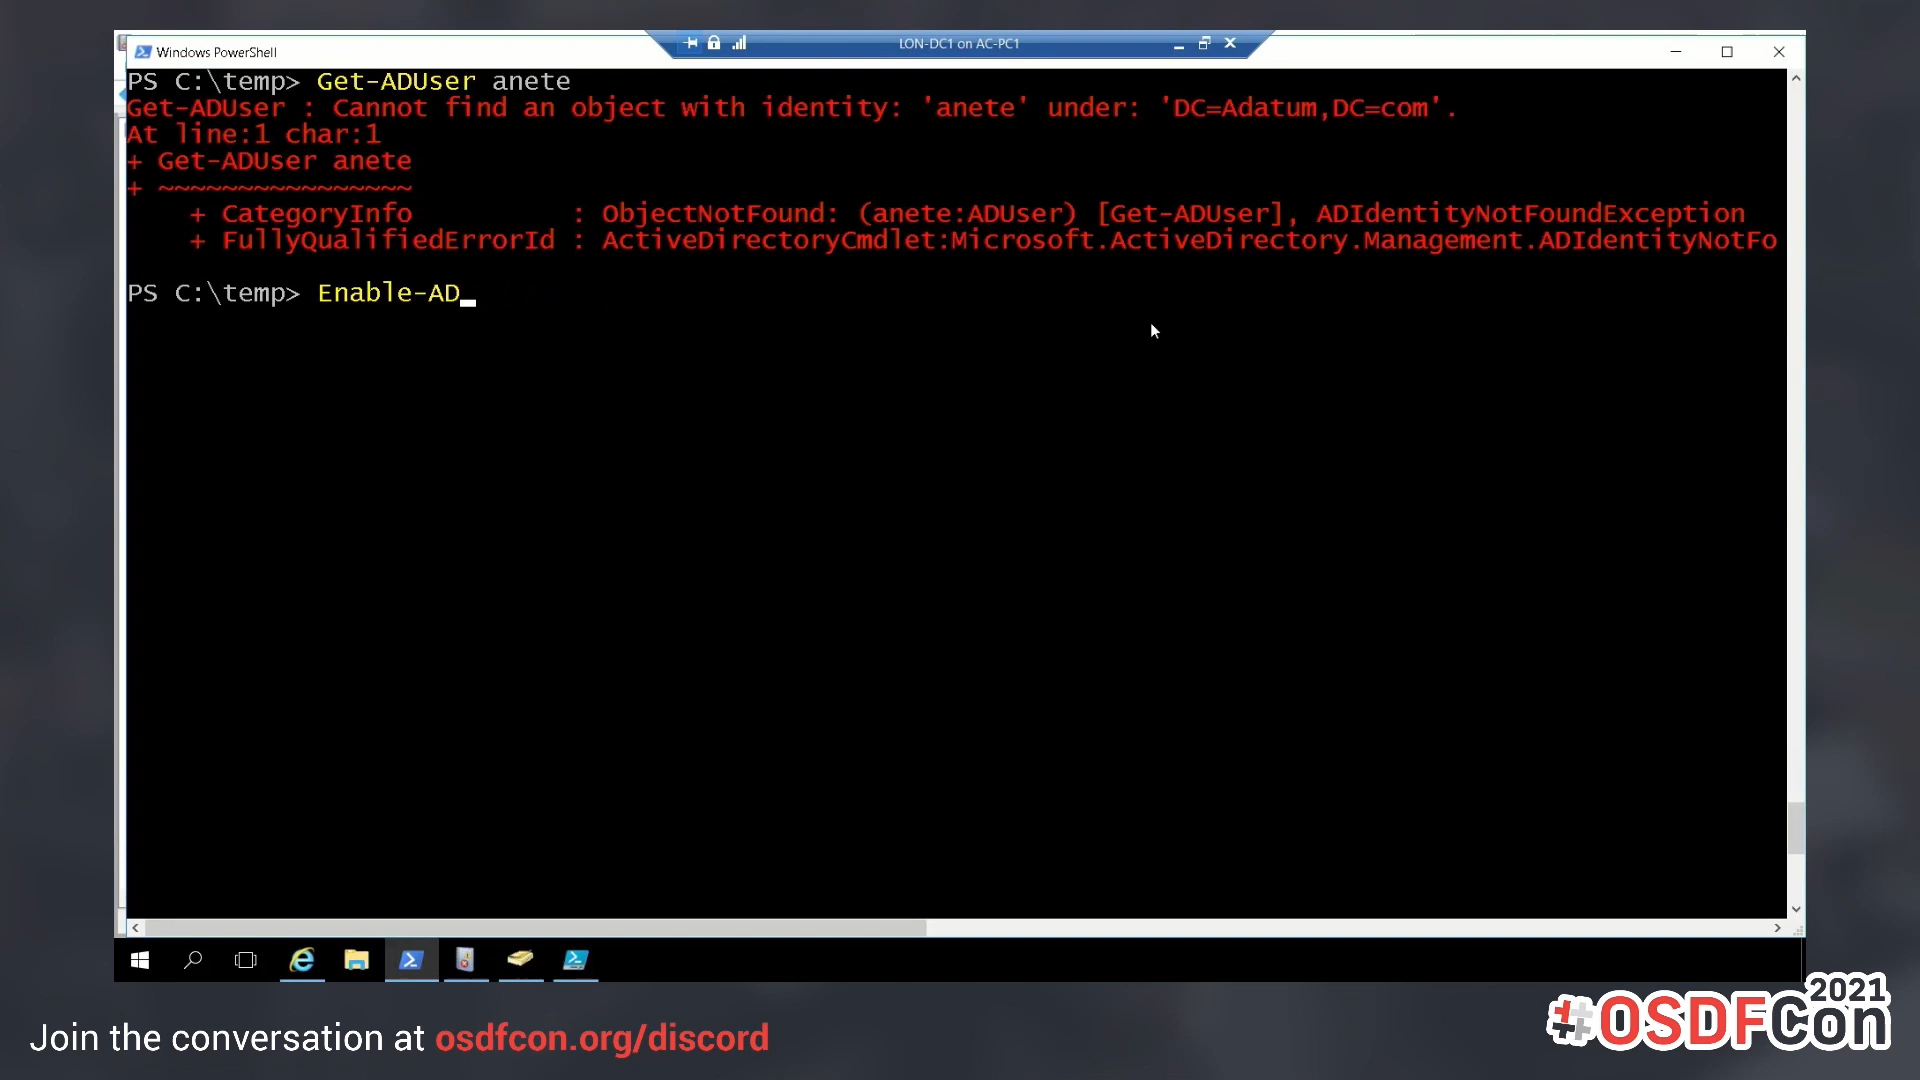 Windows PowerShell
LON-DC1 on AC-PC1
PS C:\temp> Get-ADUser anete
Get-ADUser : Cannot find an object with identity: 'anete' under: 'DC=Adatum,DC=com'.
At line:1 char:1
+ Get-ADUser anete
+ ~~~~~~~~~~~~~~~~
+ CategoryInfo : ObjectNotFound: (anete:ADUser) [Get-ADUser], ADIdentityNotFoundException
+ FullyQualifiedErrorId : ActiveDirectoryCmdlet:Microsoft.ActiveDirectory.Management.ADIdentityNotFo
PS C:\temp> Enable-AD_
Join the conversation at osdfcon.org/discord
2021
#OSDFCon